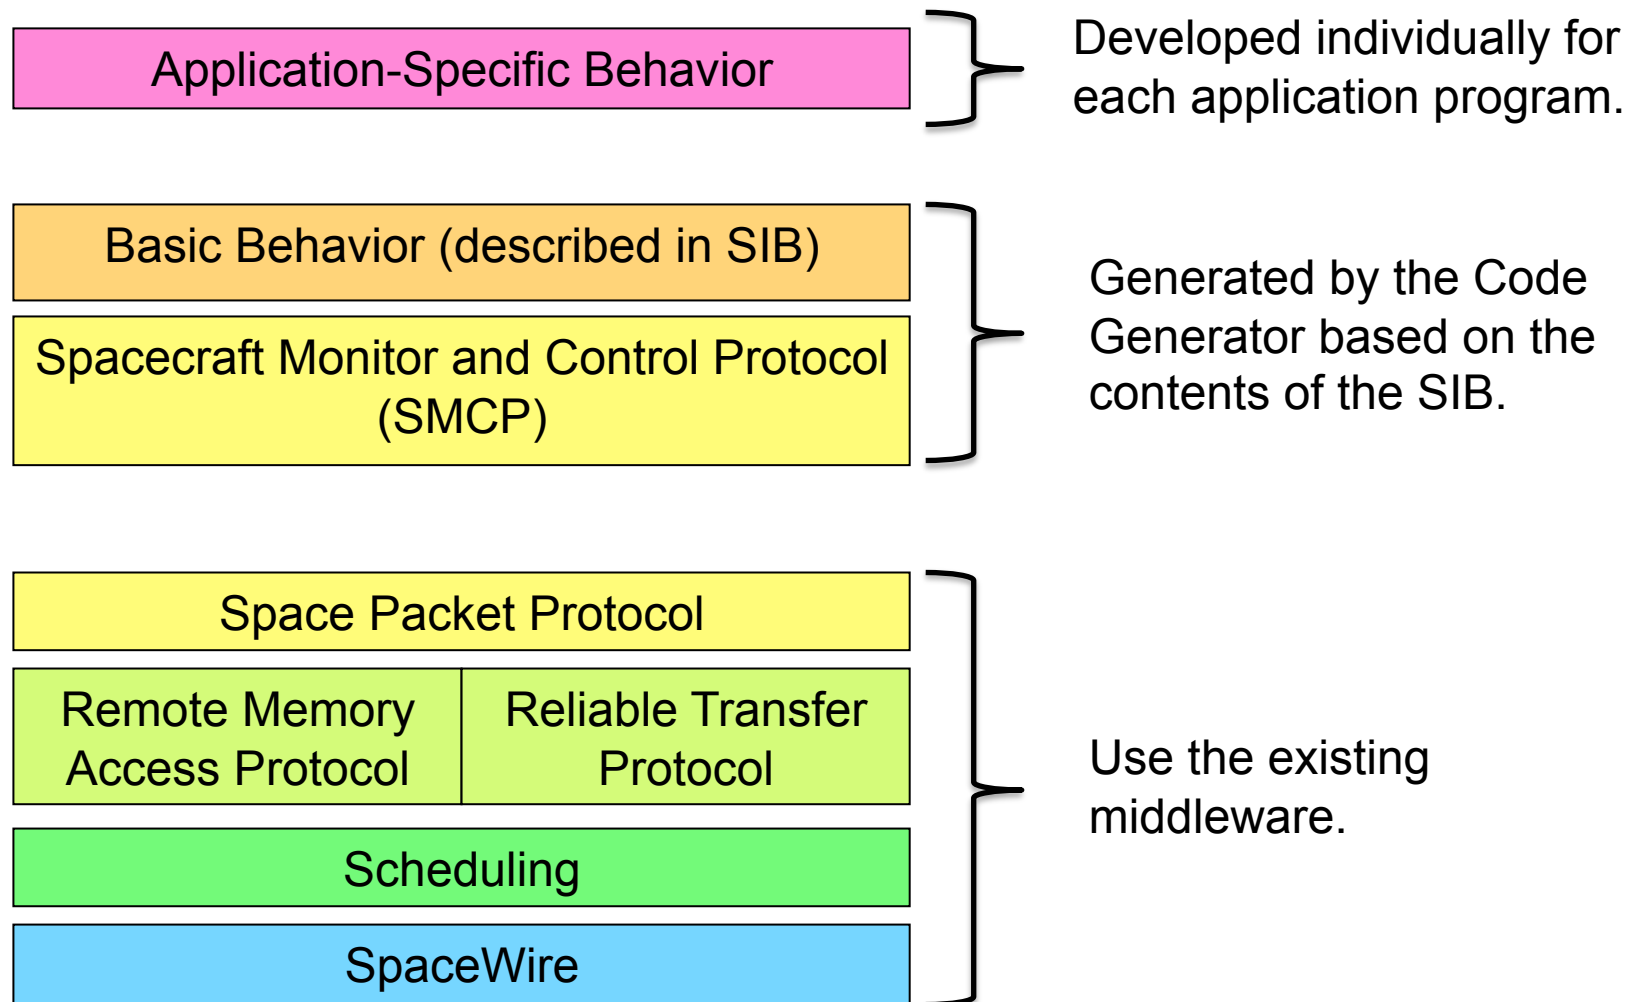 Application-Specific Behavior
Developed individually for
each application program.
Basic Behavior (described in SIB)
Spacecraft Monitor and Control Protocol
(SMCP)
Generated by the Code
Generator based on the
contents of the SIB.
Space Packet Protocol
Remote Memory
Access Protocol
Reliable Transfer
Protocol
Scheduling
SpaceWire
Use the existing
middleware.